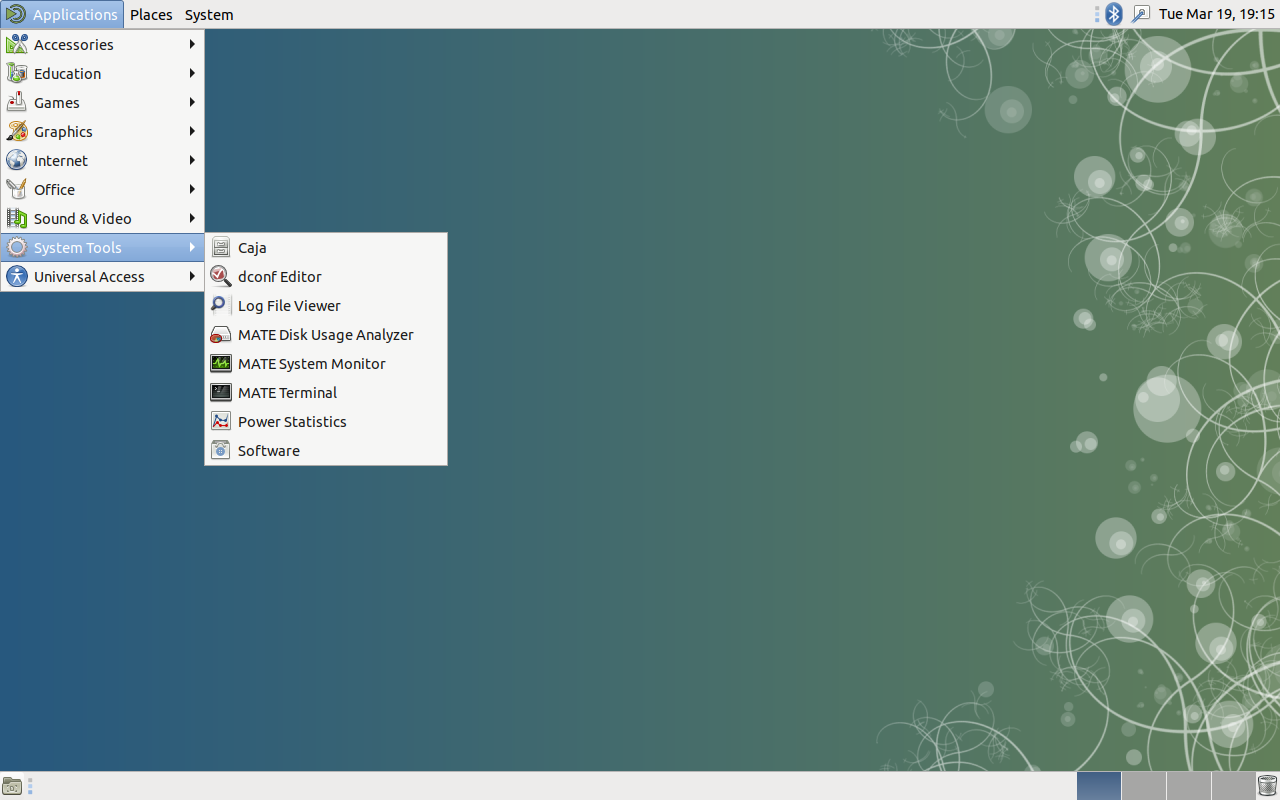 Applications Places System Tue Mar 19, 19:15
Accessories
Education
Games
Graphics
Internet
Office
Sound & Video
System Tools
Universal Access
Caja
dconf Editor
Log File Viewer
MATE Disk Usage Analyzer
MATE System Monitor
MATE Terminal
Power Statistics
Software